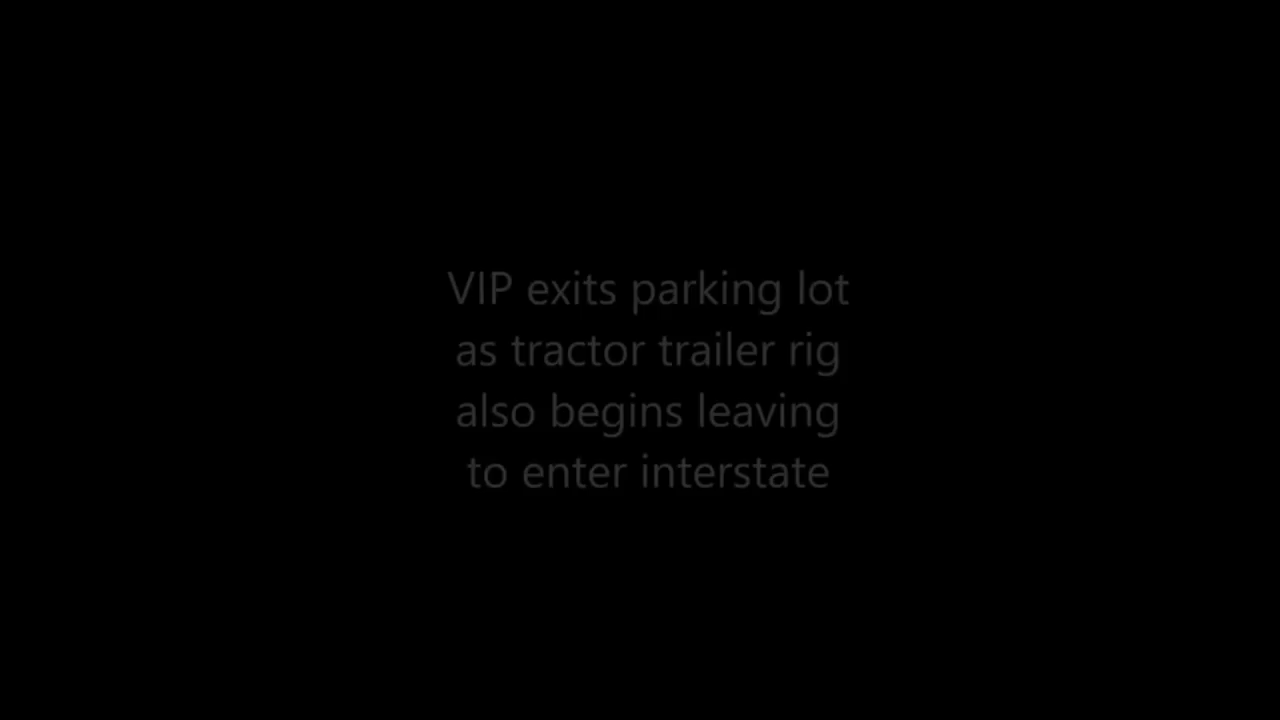 VIP exits parking lot
as tractor trailer rig
also begins leaving
to enter interstate